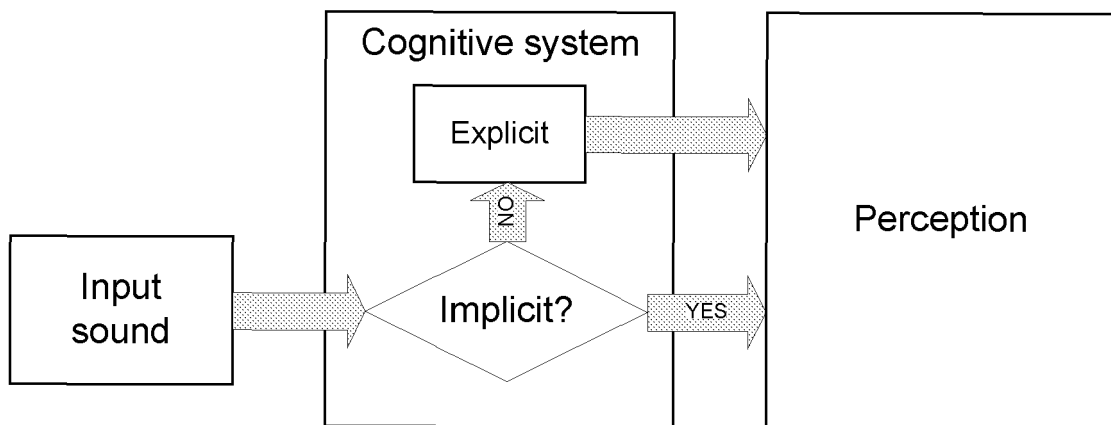 Cognitive system
Explicit
NO
Input
sound
Implicit?
YES
Perception